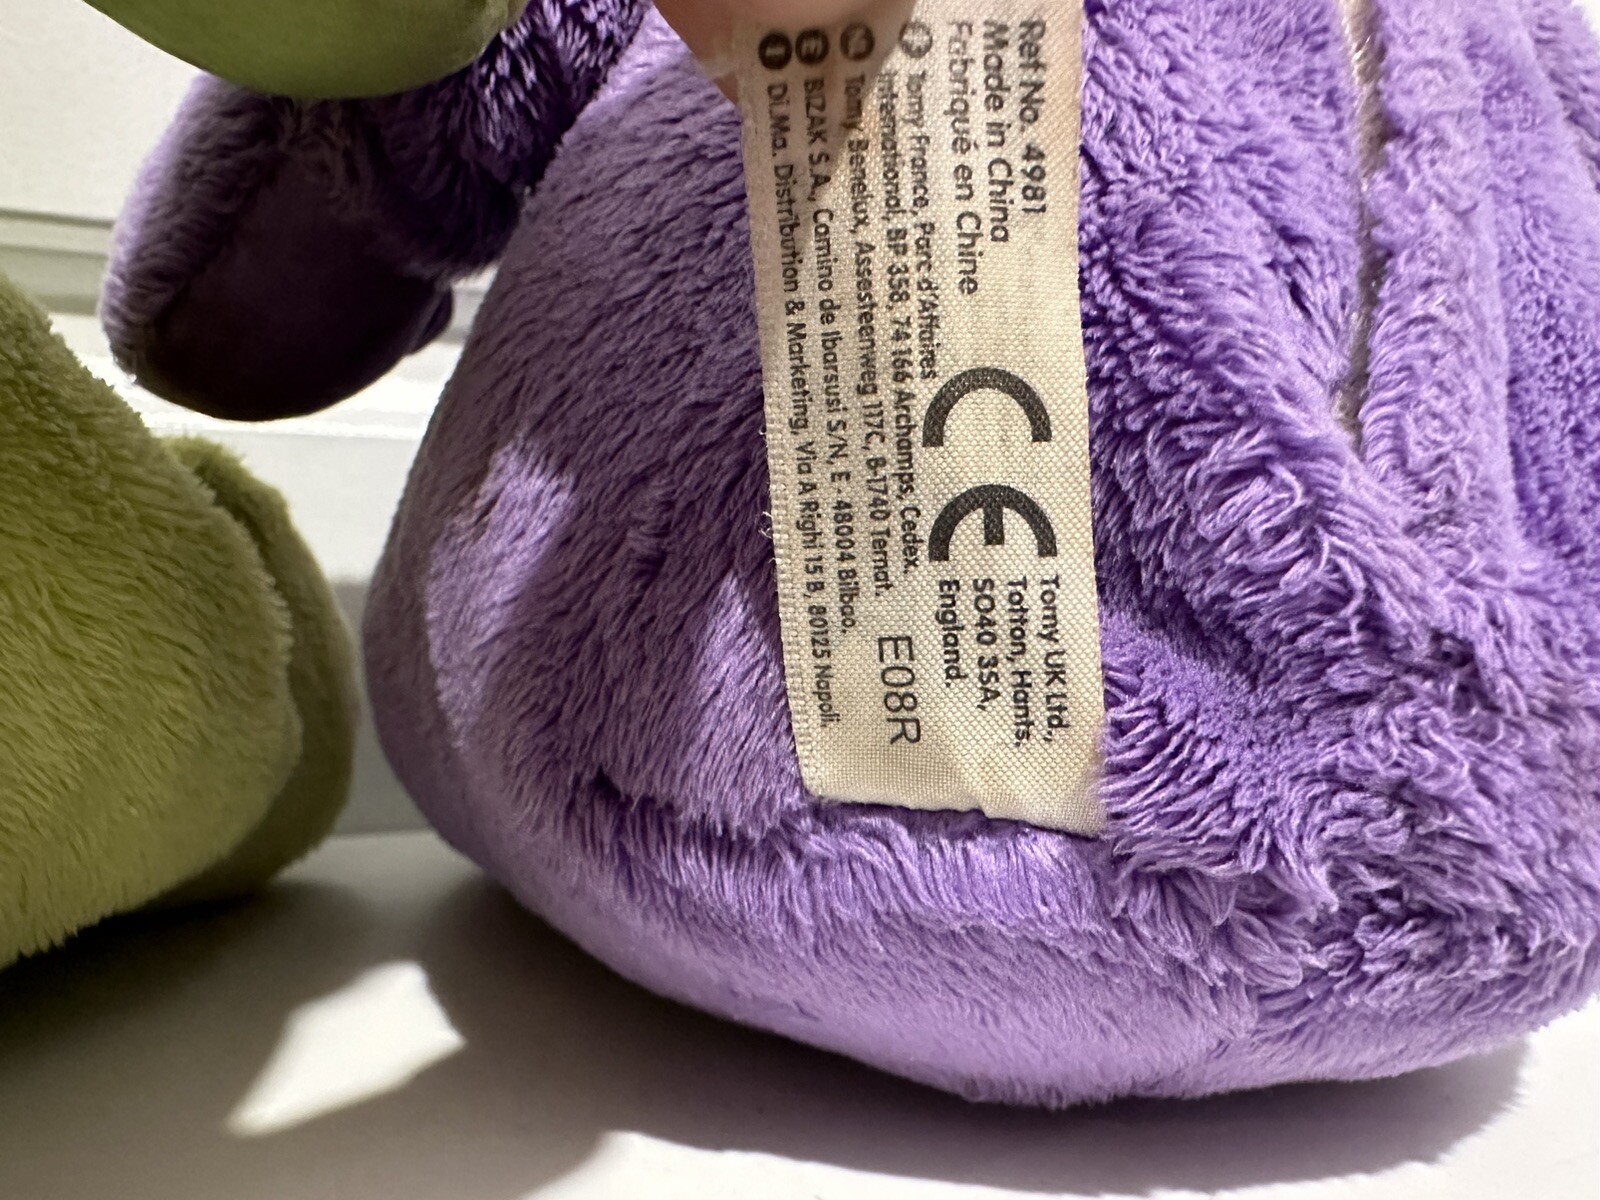 Ref No. 4981
Made in China
Fabriqué en Chine
CE
Tomy UK Ltd.,
Totton, Hants.
SO40 3SA,
England.
F Tomy France, Parc d'Affaires
International, BP 358, 74166 Archamps, Cedex.
Tomy Benelux, Assesteenweg 117C, B-1740 Ternat.
E BIZAK S.A., Camino de Ibarsusi S/N, E-48004 Bilbao.
I Di.Ma. Distribution & Marketing, Via A Righi 15 B, 80125 Napoli.
E08R